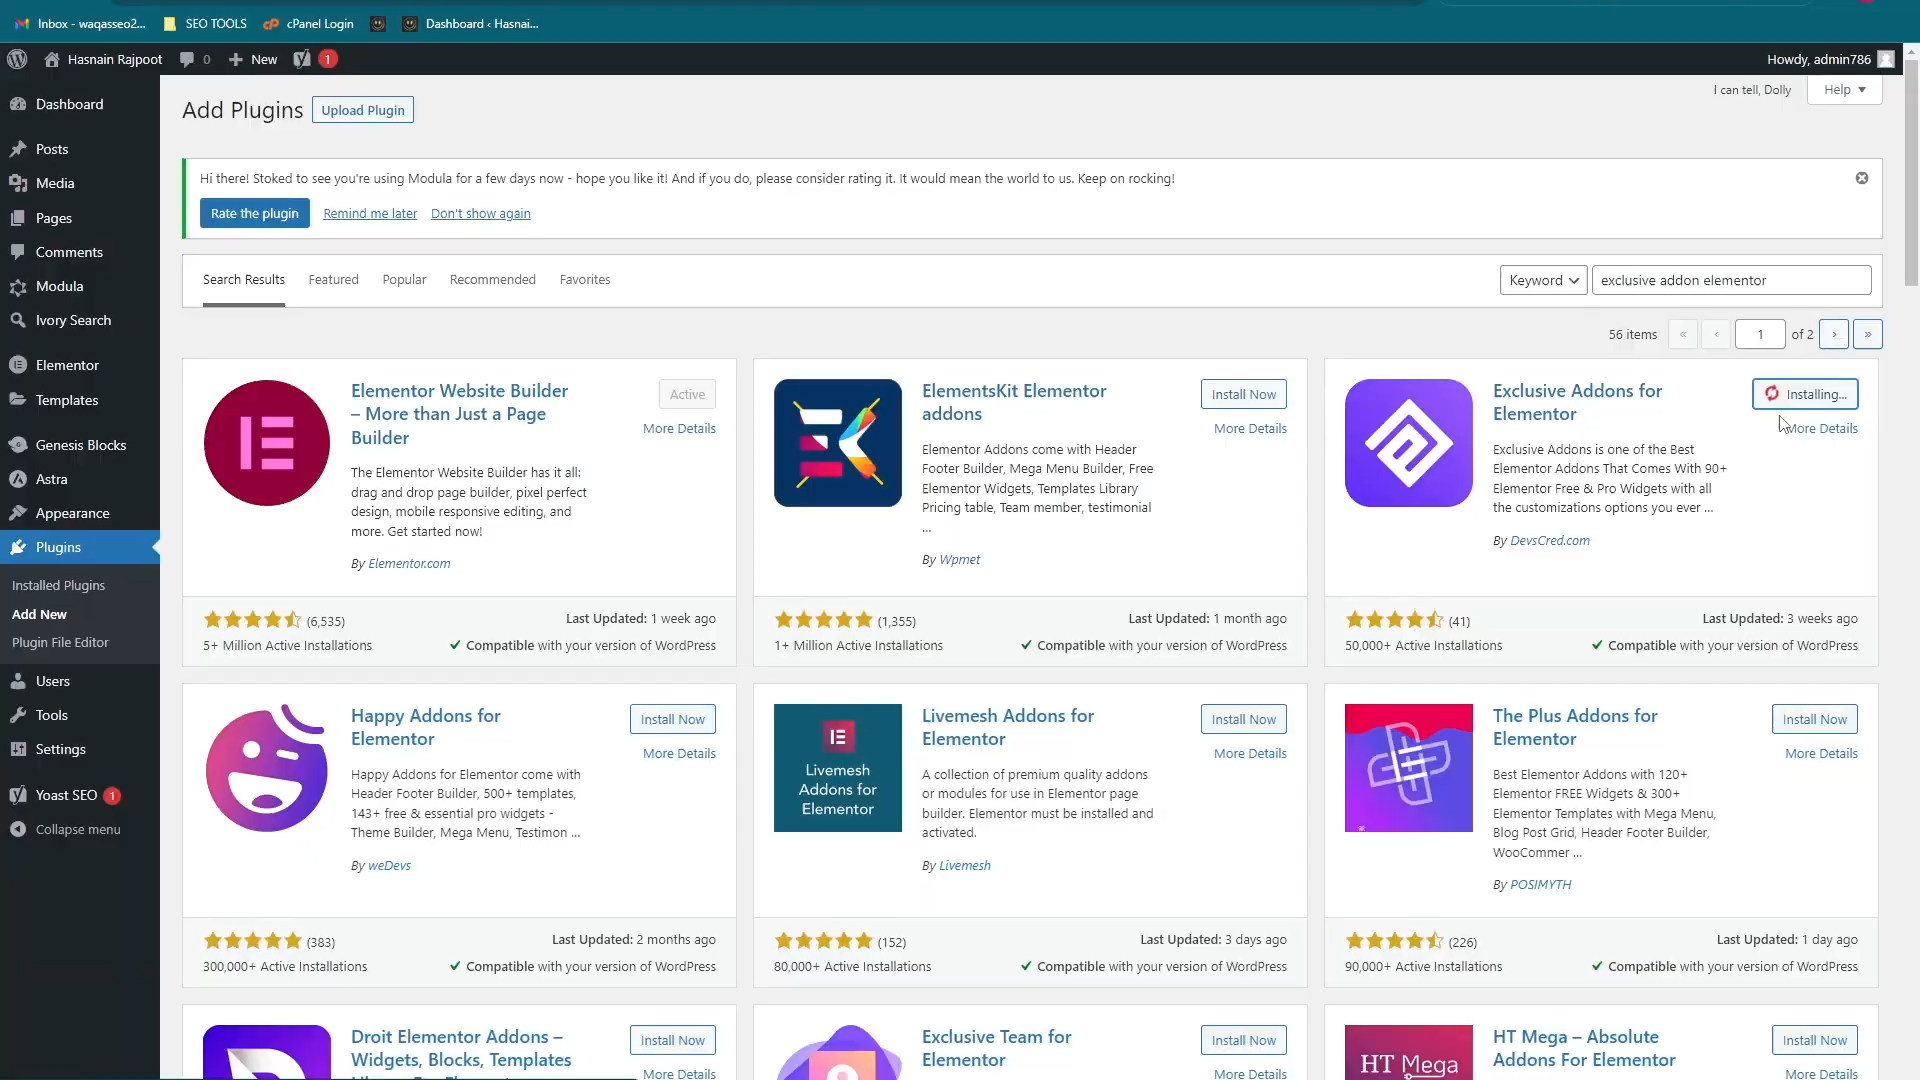 Inbox - waqasseo2...
SEO TOOLS
cPanel Login
Dashboard ‹ Hasnai...
Hasnain Rajpoot
0
New
1
Howdy, admin786
Dashboard
Posts
Media
Pages
Comments
Modula
Ivory Search
Elementor
Templates
Genesis Blocks
Astra
Appearance
Plugins
Installed Plugins
Add New
Plugin File Editor
Users
Tools
Settings
Yoast SEO 1
Collapse menu
I can tell, Dolly
Help
Add Plugins
Upload Plugin
Hi there! Stoked to see you're using Modula for a few days now - hope you like it! And if you do, please consider rating it. It would mean the world to us. Keep on rocking!
Rate the plugin
Remind me later
Don't show again
Search Results
Featured
Popular
Recommended
Favorites
Keyword
exclusive addon elementor
56 items
«
‹
1
of 2
›
»
Elementor Website Builder
– More than Just a Page
Builder
Active
More Details
The Elementor Website Builder has it all:
drag and drop page builder, pixel perfect
design, mobile responsive editing, and
more. Get started now!
By Elementor.com
(6,535)
5+ Million Active Installations
Last Updated: 1 week ago
Compatible with your version of WordPress
ElementsKit Elementor
addons
Install Now
More Details
Elementor Addons come with Header
Footer Builder, Mega Menu Builder, Free
Elementor Widgets, Templates Library
Pricing table, Team member, testimonial
...
By Wpmet
(1,355)
1+ Million Active Installations
Last Updated: 1 month ago
Compatible with your version of WordPress
Exclusive Addons for
Elementor
Installing...
More Details
Exclusive Addons is one of the Best
Elementor Addons That Comes With 90+
Elementor Free & Pro Widgets with all
the customizations options you ever ...
By DevsCred.com
(41)
50,000+ Active Installations
Last Updated: 3 weeks ago
Compatible with your version of WordPress
Happy Addons for
Elementor
Install Now
More Details
Happy Addons for Elementor come with
Header Footer Builder, 500+ templates,
143+ free & essential pro widgets -
Theme Builder, Mega Menu, Testimon ...
By weDevs
(383)
300,000+ Active Installations
Last Updated: 2 months ago
Compatible with your version of WordPress
Livemesh
Addons for
Elementor
Livemesh Addons for
Elementor
Install Now
More Details
A collection of premium quality addons
or modules for use in Elementor page
builder. Elementor must be installed and
activated.
By Livemesh
(152)
80,000+ Active Installations
Last Updated: 3 days ago
Compatible with your version of WordPress
The Plus Addons for
Elementor
Install Now
More Details
Best Elementor Addons with 120+
Elementor FREE Widgets & 300+
Elementor Templates with Mega Menu,
Blog Post Grid, Header Footer Builder,
WooCommer ...
By POSIMYTH
(226)
90,000+ Active Installations
Last Updated: 1 day ago
Compatible with your version of WordPress
Droit Elementor Addons –
Widgets, Blocks, Templates
Install Now
More Details
Exclusive Team for
Elementor
Install Now
More Details
HT Mega
HT Mega – Absolute
Addons For Elementor
Install Now
More Details